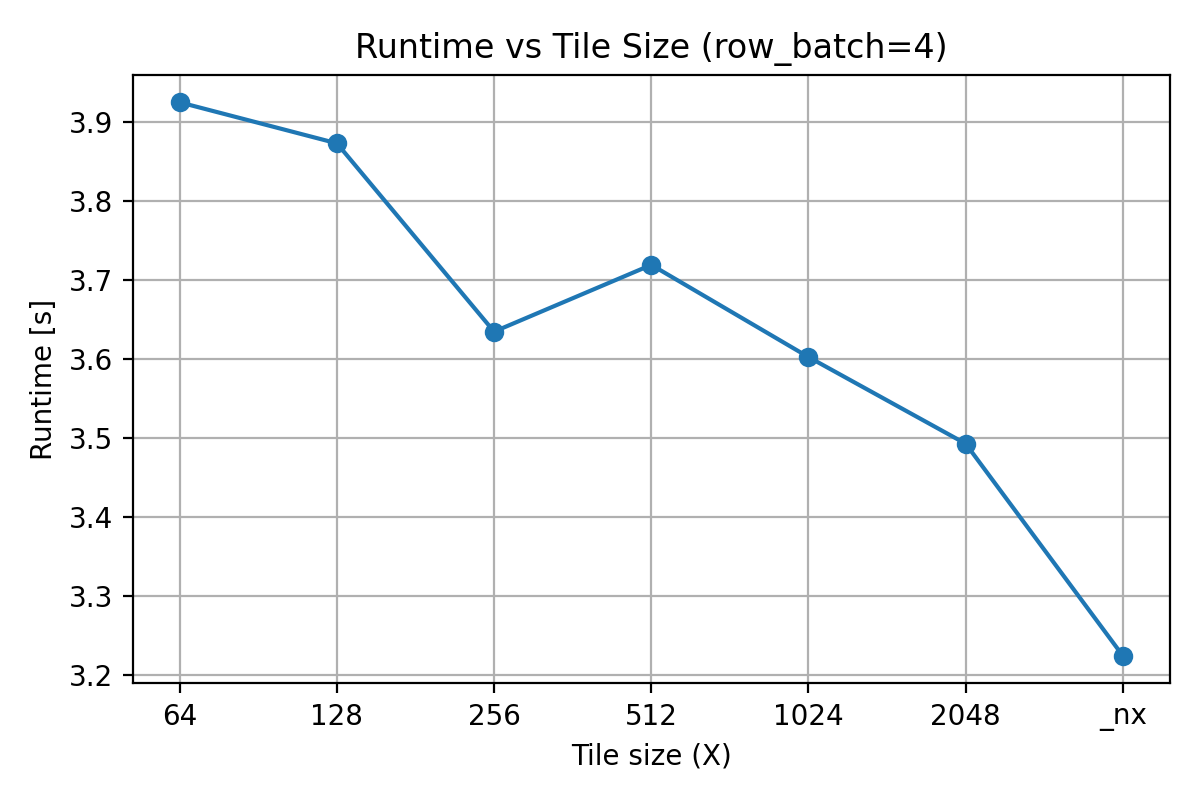 Runtime vs Tile Size (row_batch=4)
Runtime [s]
3.9
3.8
3.7
3.6
3.5
3.4
3.3
3.2
64 128 256 512 1024 2048 _nx
Tile size (X)